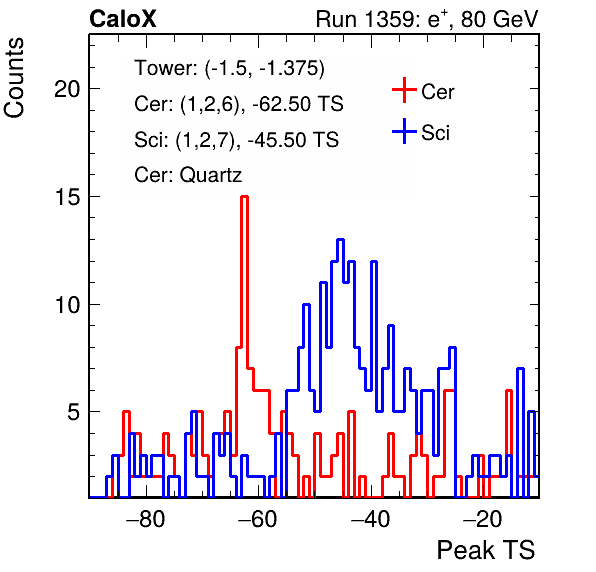 CaloX Run 1359: e⁺, 80 GeV
Counts
Tower: (-1.5, -1.375)
Cer: (1,2,6), -62.50 TS
Sci: (1,2,7), -45.50 TS
Cer: Quartz
Cer
Sci
20
15
10
5
−80 −60 −40 −20
Peak TS